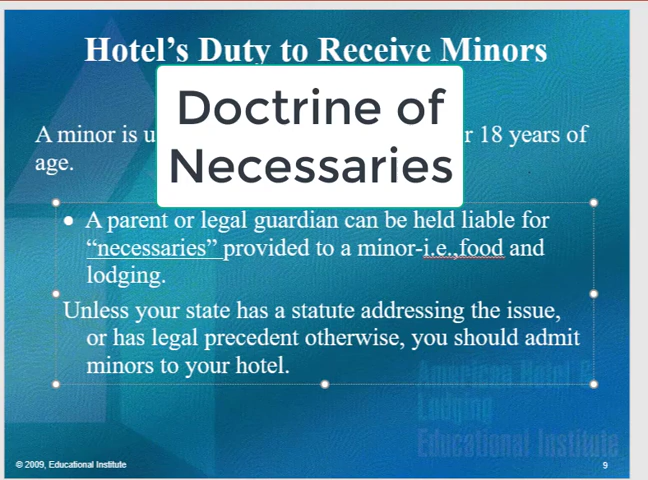 Hotel's Duty to Receive Minors
Doctrine of
Necessaries
A minor is u r 18 years of
age.
• A parent or legal guardian can be held liable for
“necessaries” provided to a minor-i.e.,food and
lodging.
Unless your state has a statute addressing the issue,
or has legal precedent otherwise, you should admit
minors to your hotel.
American Hotel &
Lodging
Educational Institute
© 2009, Educational Institute
9